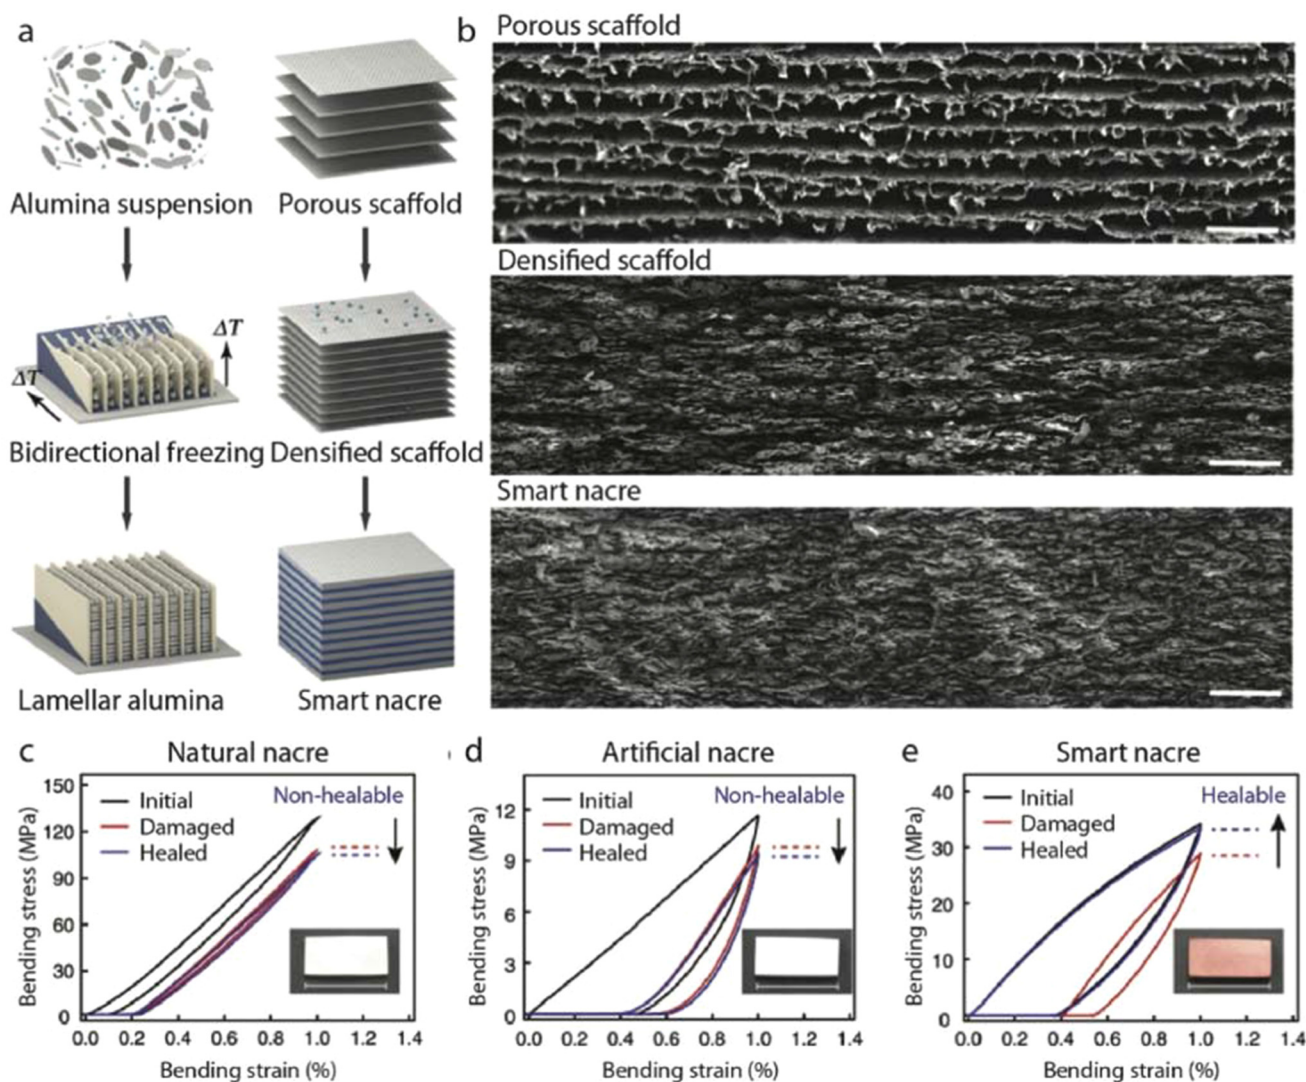 a
Alumina suspension
Porous scaffold
ΔT
ΔT
Bidirectional freezing
Densified scaffold
Lamellar alumina
Smart nacre
b
Porous scaffold
Densified scaffold
Smart nacre
c
Natural nacre
Bending stress (MPa)
150
120
90
60
30
0
Initial
Damaged
Healed
Non-healable
0.0 0.2 0.4 0.6 0.8 1.0 1.2 1.4
Bending strain (%)
d
Artificial nacre
Bending stress (MPa)
12
9
6
3
0
Initial
Damaged
Healed
Non-healable
0.0 0.2 0.4 0.6 0.8 1.0 1.2 1.4
Bending strain (%)
e
Smart nacre
Bending stress (MPa)
40
30
20
10
0
Initial
Damaged
Healed
Healable
0.0 0.2 0.4 0.6 0.8 1.0 1.2 1.4
Bending strain (%)